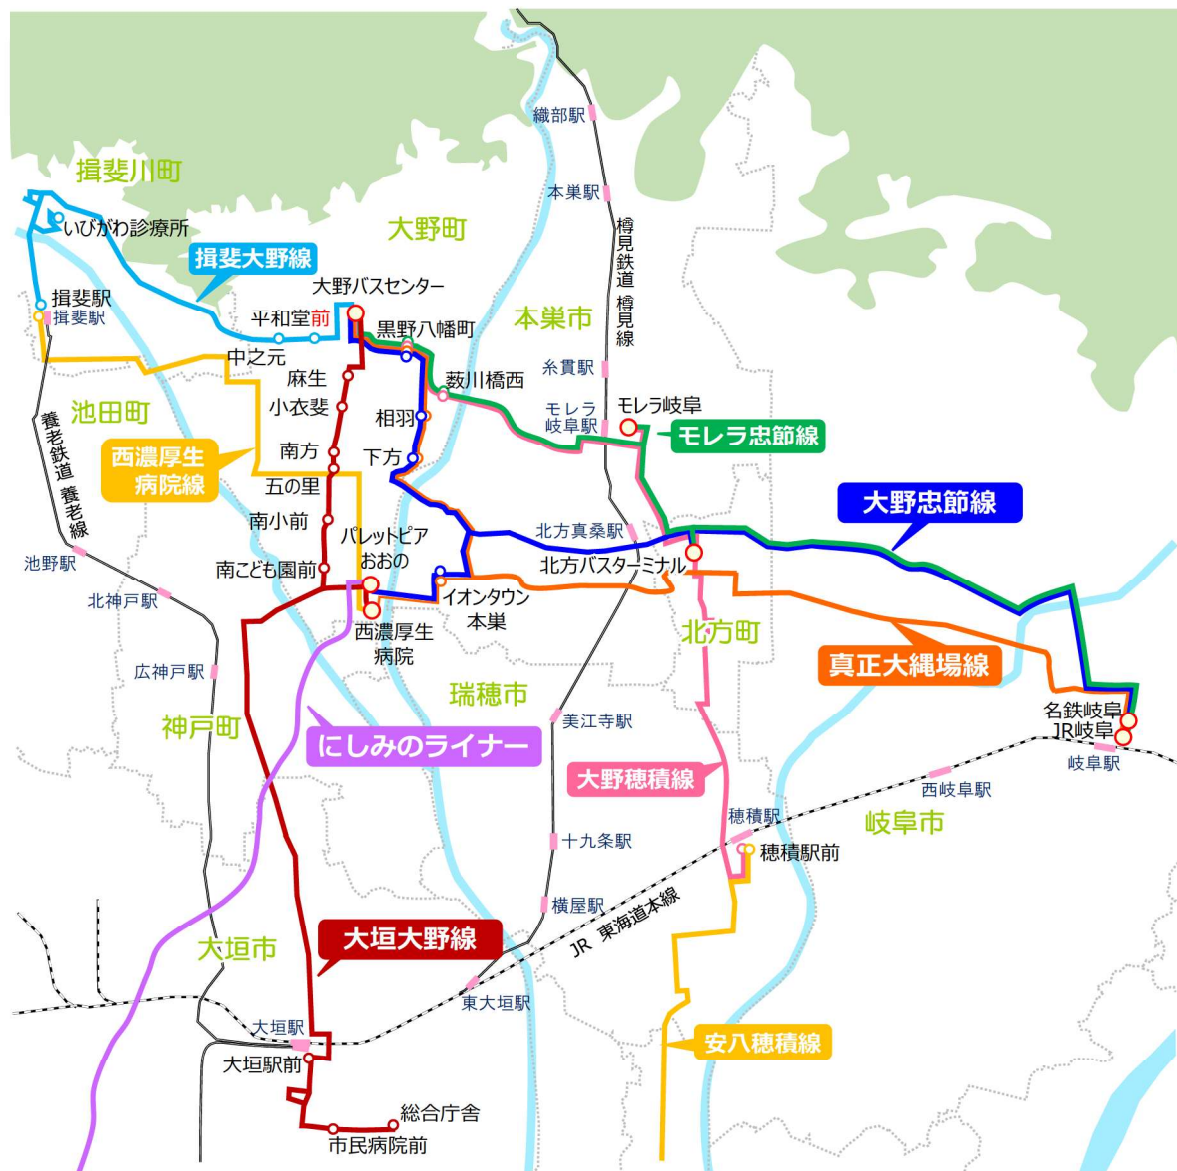 織部駅
揖斐川町
本巣駅
いびがわ診療所
大野町
樽見鉄道 樽見線
揖斐大野線
大野バスセンター
揖斐駅
揖斐駅
平和堂前
黒野八幡町
本巣市
中之元
糸貫駅
麻生
薮川橋西
小衣斐
モレラ岐阜
モレラ
岐阜駅
池田町
相羽
モレラ忠節線
養老鉄道 養老線
西濃厚生
病院線
南方
下方
五の里
大野忠節線
南小前
パレットピア
おおの
北方真桑駅
池野駅
南こども園前
北方バスターミナル
北神戸駅
イオンタウン
本巣
西濃厚生
病院
北方町
広神戸駅
真正大縄場線
瑞穂市
神戸町
美江寺駅
名鉄岐阜
JR岐阜
にしみのライナー
岐阜駅
大野穂積線
西岐阜駅
穂積駅
岐阜市
十九条駅
穂積駅前
横屋駅
JR 東海道本線
大垣市
大垣大野線
東大垣駅
大垣駅
安八穂積線
大垣駅前
総合庁舎
市民病院前